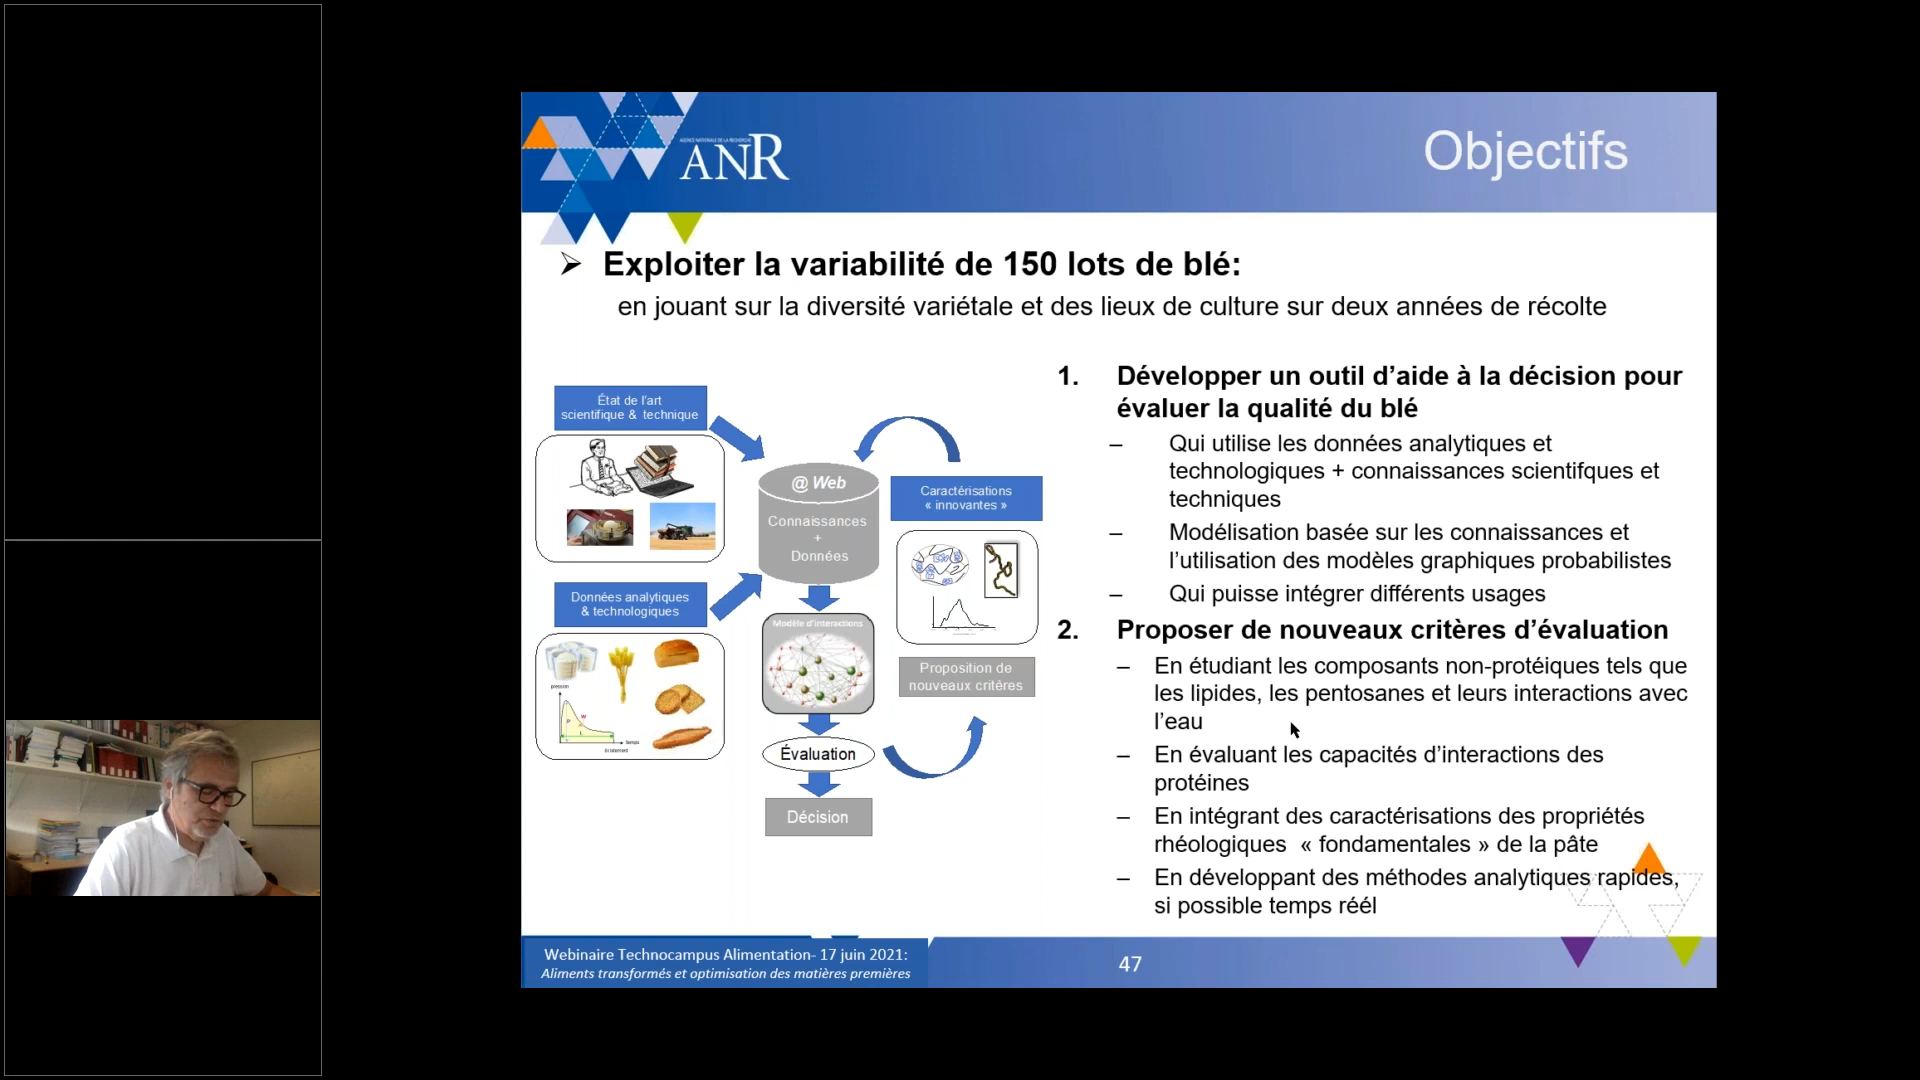 AGENCE NATIONALE DE LA RECHERCHE
ANR
Objectifs
Exploiter la variabilité de 150 lots de blé:
en jouant sur la diversité variétale et des lieux de culture sur deux années de récolte
État de l'art
scientifique & technique
Données analytiques
& technologiques
pression
W
temps
éclatement
@ Web
Connaissances
+
Données
Modèle d'interactions
Évaluation
Décision
Caractérisations
« innovantes »
Proposition de
nouveaux critères
1. Développer un outil d’aide à la décision pour
évaluer la qualité du blé
– Qui utilise les données analytiques et
technologiques + connaissances scientifques et
techniques
– Modélisation basée sur les connaissances et
l’utilisation des modèles graphiques probabilistes
– Qui puisse intégrer différents usages
2. Proposer de nouveaux critères d’évaluation
– En étudiant les composants non-protéiques tels que
les lipides, les pentosanes et leurs interactions avec
l’eau
– En évaluant les capacités d’interactions des
protéines
– En intégrant des caractérisations des propriétés
rhéologiques « fondamentales » de la pâte
– En développant des méthodes analytiques rapides,
si possible temps réél
Webinaire Technocampus Alimentation- 17 juin 2021:
Aliments transformés et optimisation des matières premières
47